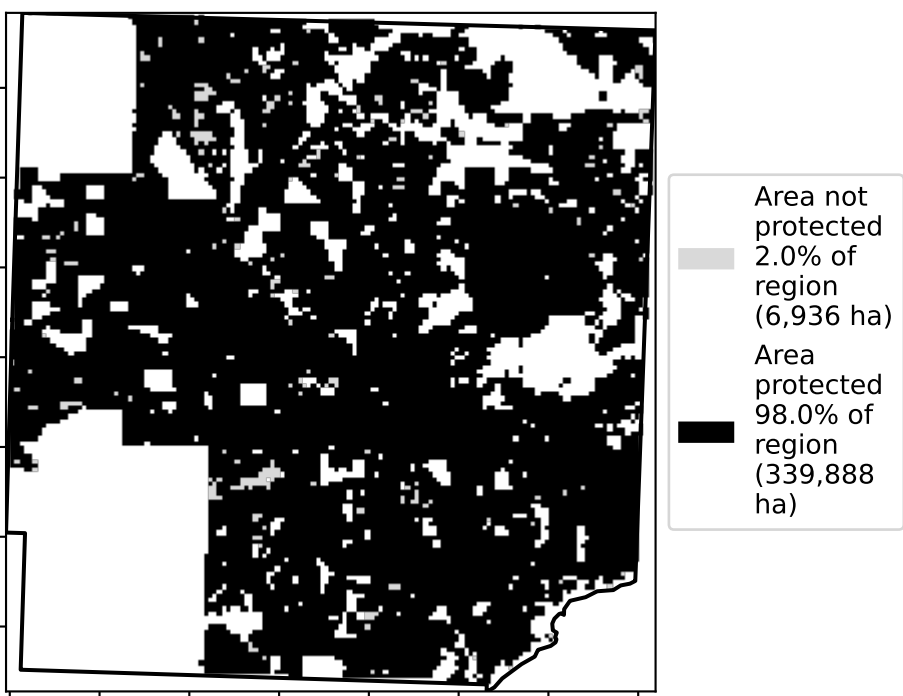 Area not
protected
2.0% of
region
(6,936 ha)
Area
protected
98.0% of
region
(339,888
ha)